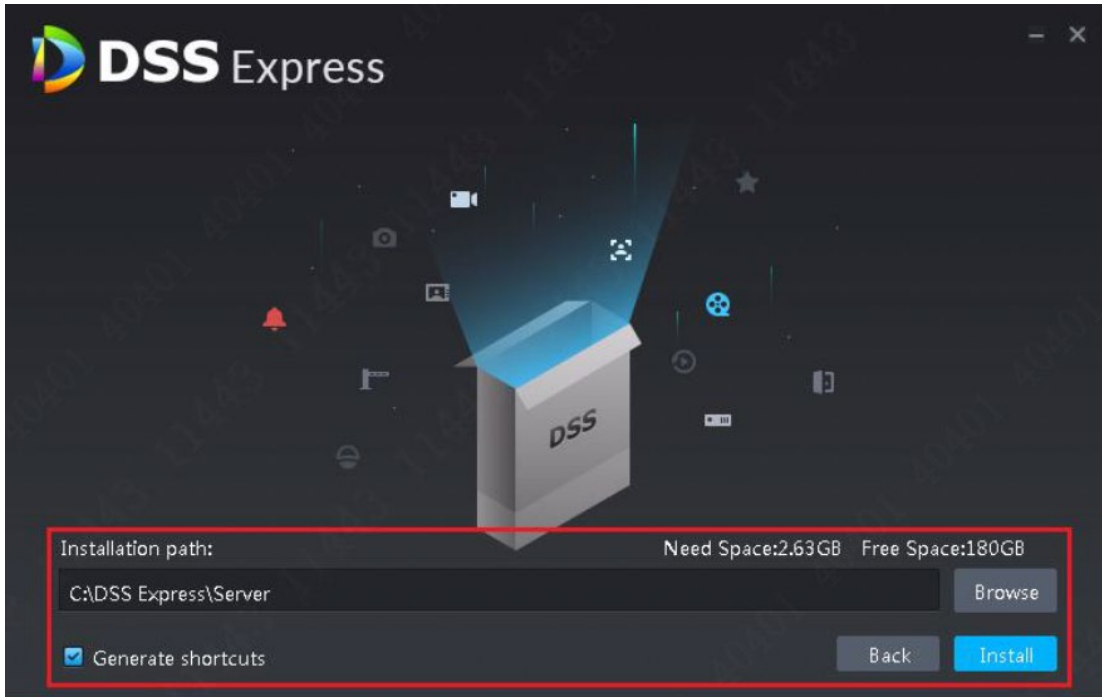 DSS Express
DSS
Installation path:
Need Space:2.63GB Free Space:180GB
C:\DSS Express\Server
Browse
Generate shortcuts
Back
Install